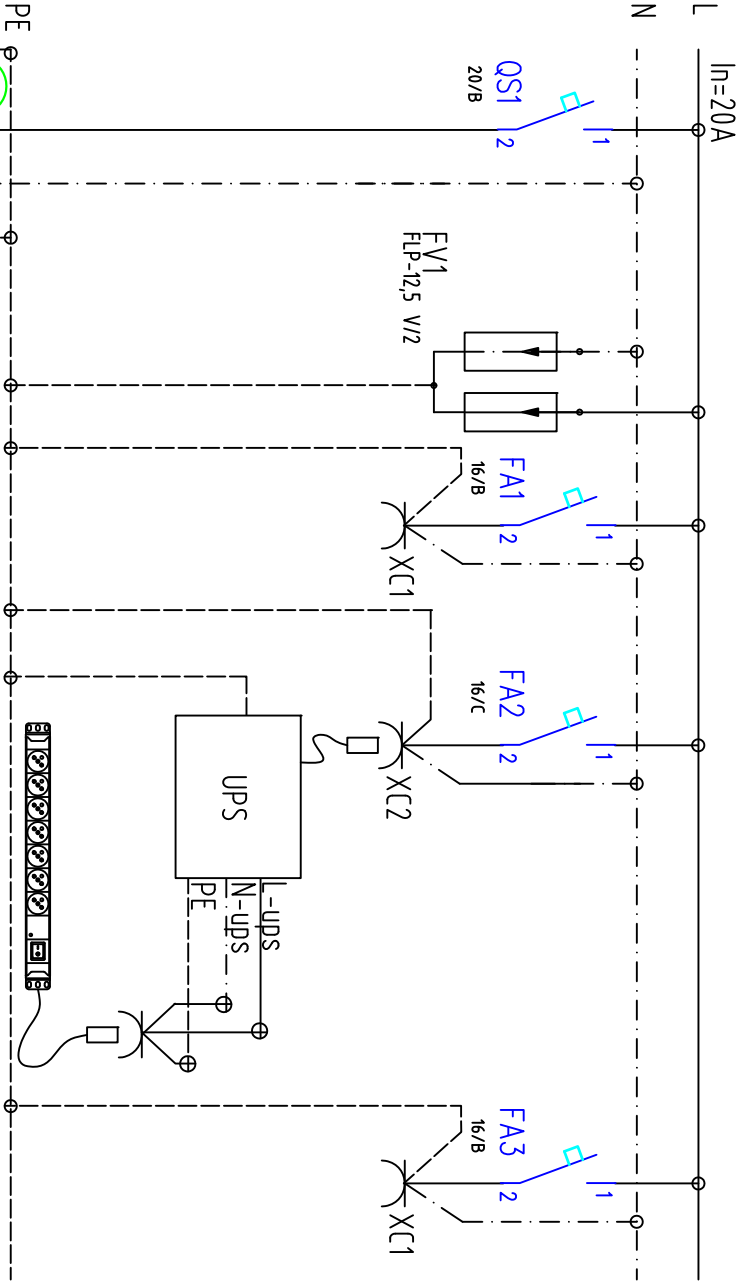 L
In=20A
N
PE
QS1
20/B
1
2
FV1
FLP-12,5 V/2
FA1
16/B
1
2
XC1
FA2
16/C
1
2
XC2
UPS
L-ups
N-ups
PE
FA3
16/B
1
2
XC1